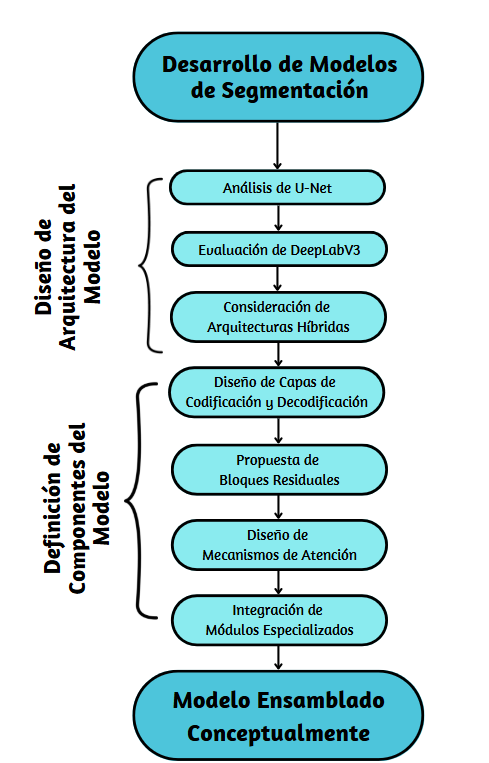 Desarrollo de Modelos
de Segmentación
Diseño de
Arquitectura del
Modelo
Análisis de U-Net
Evaluación de DeepLabV3
Consideración de
Arquitecturas Híbridas
Definición de
Componentes del
Modelo
Diseño de Capas de
Codificación y Decodificación
Propuesta de
Bloques Residuales
Diseño de
Mecanismos de Atención
Integración de
Módulos Especializados
Modelo Ensamblado
Conceptualmente